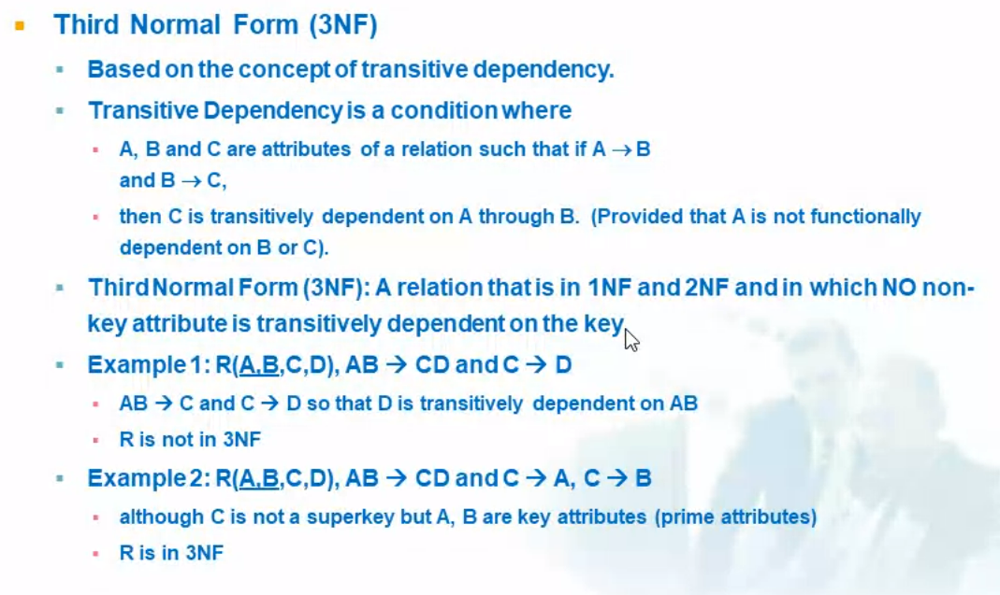 Third Normal Form (3NF)
Based on the concept of transitive dependency.
Transitive Dependency is a condition where
A, B and C are attributes of a relation such that if A → B
and B → C,
then C is transitively dependent on A through B. (Provided that A is not functionally
dependent on B or C).
Third Normal Form (3NF): A relation that is in 1NF and 2NF and in which NO non-
key attribute is transitively dependent on the key.
Example 1: R(A,B,C,D), AB → CD and C → D
AB → C and C → D so that D is transitively dependent on AB
R is not in 3NF
Example 2: R(A,B,C,D), AB → CD and C → A, C → B
although C is not a superkey but A, B are key attributes (prime attributes)
R is in 3NF